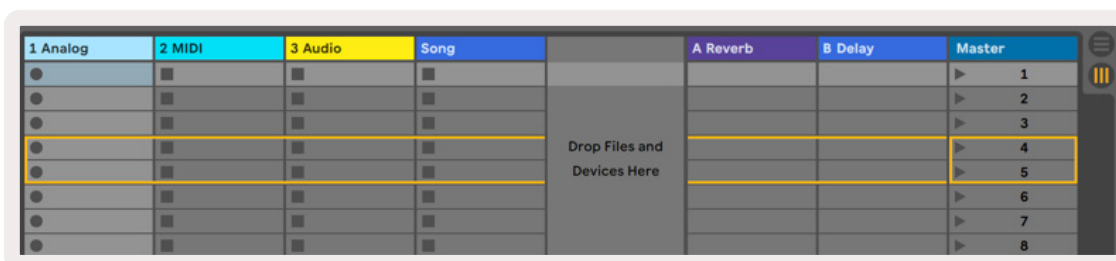 1 Analog 2 MIDI 3 Audio Song A Reverb B Delay Master
1
2
3
Drop Files and 4
Devices Here 5
6
7
8